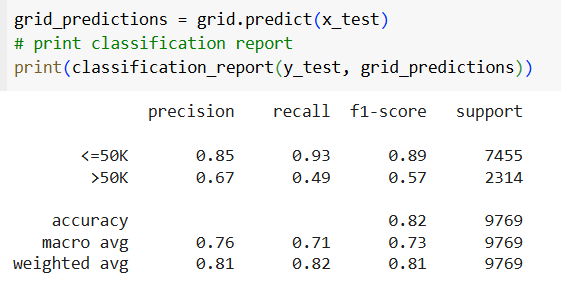 grid_predictions = grid.predict(x_test)
# print classification report
print(classification_report(y_test, grid_predictions))
precision recall f1-score support
<=50K 0.85 0.93 0.89 7455
>50K 0.67 0.49 0.57 2314
accuracy 0.82 9769
macro avg 0.76 0.71 0.73 9769
weighted avg 0.81 0.82 0.81 9769